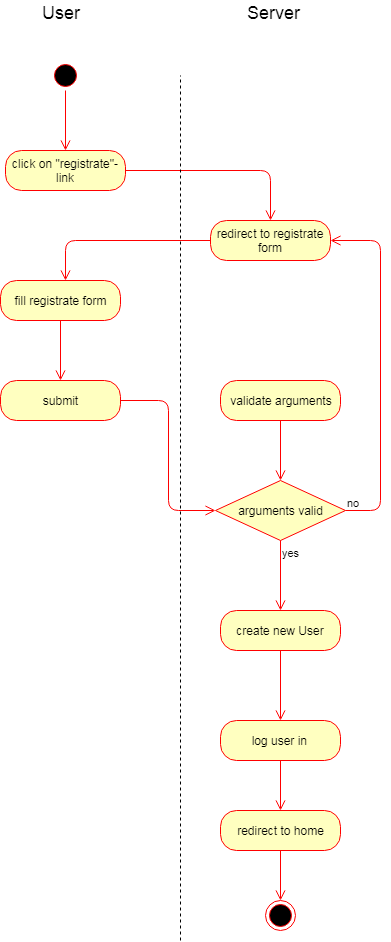 User
Server
click on "registrate"-
link
redirect to registrate
form
fill registrate form
submit
validate arguments
arguments valid
no
yes
create new User
log user in
redirect to home